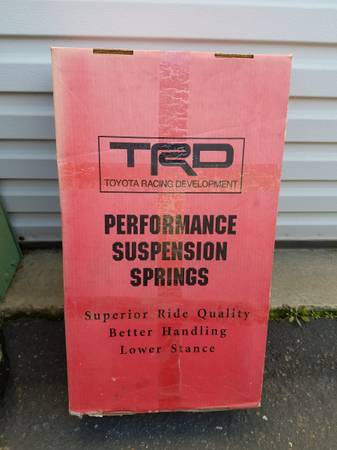 TRD
TOYOTA RACING DEVELOPMENT
PERFORMANCE
SUSPENSION
SPRINGS
Superior Ride Quality
Better Handling
Lower Stance